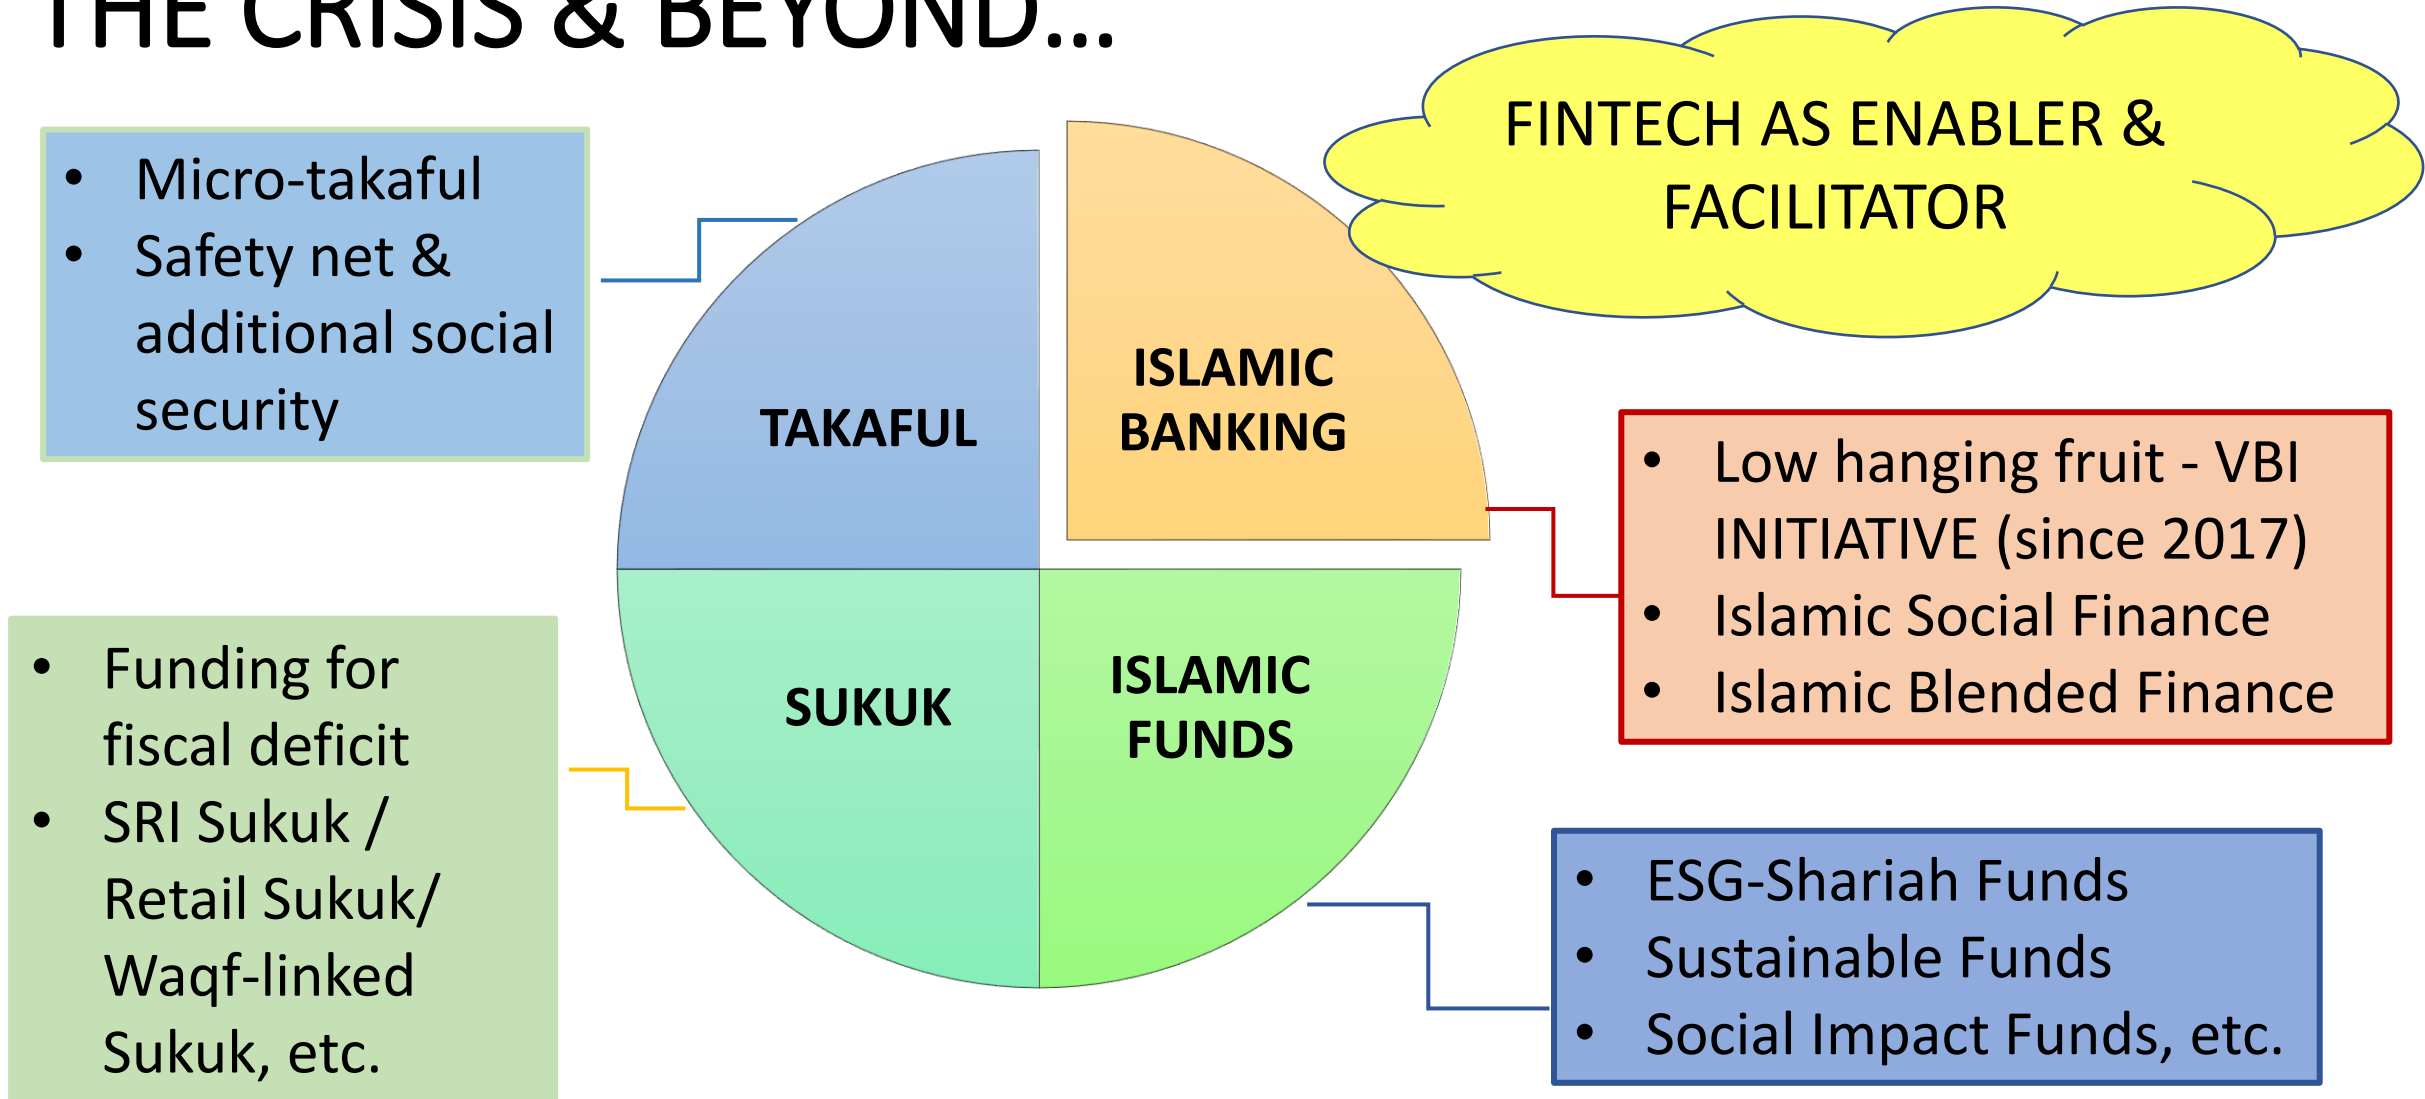 THE CRISIS & BEYOND...
FINTECH AS ENABLER &
FACILITATOR
• Micro-takaful
• Safety net &
additional social
security
TAKAFUL
ISLAMIC
BANKING
• Low hanging fruit - VBI
INITIATIVE (since 2017)
• Islamic Social Finance
• Islamic Blended Finance
• Funding for
fiscal deficit
• SRI Sukuk /
Retail Sukuk/
Waqf-linked
Sukuk, etc.
SUKUK
ISLAMIC
FUNDS
• ESG-Shariah Funds
• Sustainable Funds
• Social Impact Funds, etc.